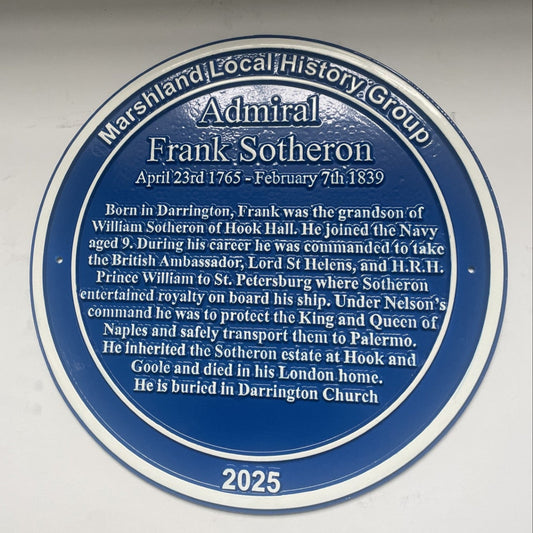 Marshland Local History Group
Admiral
Frank Sotheron
April 23rd 1765 - February 7th 1839
Born in Darrington, Frank was the grandson of
William Sotheron of Hook Hall. He joined the Navy
aged 9. During his career he was commanded to take
the British Ambassador, Lord St Helens, and H.R.H.
Prince William to St. Petersburg where Sotheron
entertained royalty on board his ship. Under Nelson's
command he was to protect the King and Queen of
Naples and safely transport them to Palermo.
He inherited the Sotheron estate at Hook and
Goole and died in his London home.
He is buried in Darrington Church
2025